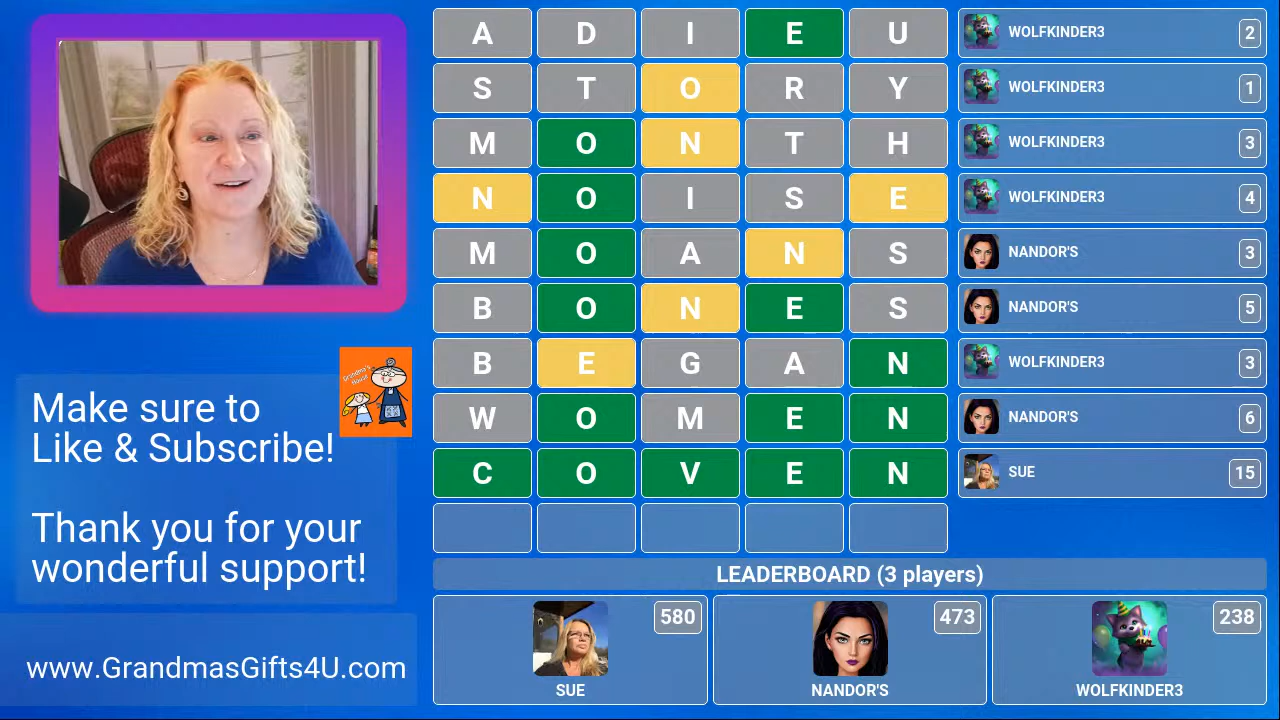 A D I E U WOLFKINDER3 2
S T O R Y WOLFKINDER3 1
M O N T H WOLFKINDER3 3
N O I S E WOLFKINDER3 4
M O A N S NANDOR'S 3
B O N E S NANDOR'S 5
B E G A N WOLFKINDER3 3
W O M E N NANDOR'S 6
C O V E N SUE 15
Grandma's
House
Make sure to
Like & Subscribe!
Thank you for your
wonderful support!
www.GrandmasGifts4U.com
LEADERBOARD (3 players)
580
SUE
473
NANDOR'S
238
WOLFKINDER3